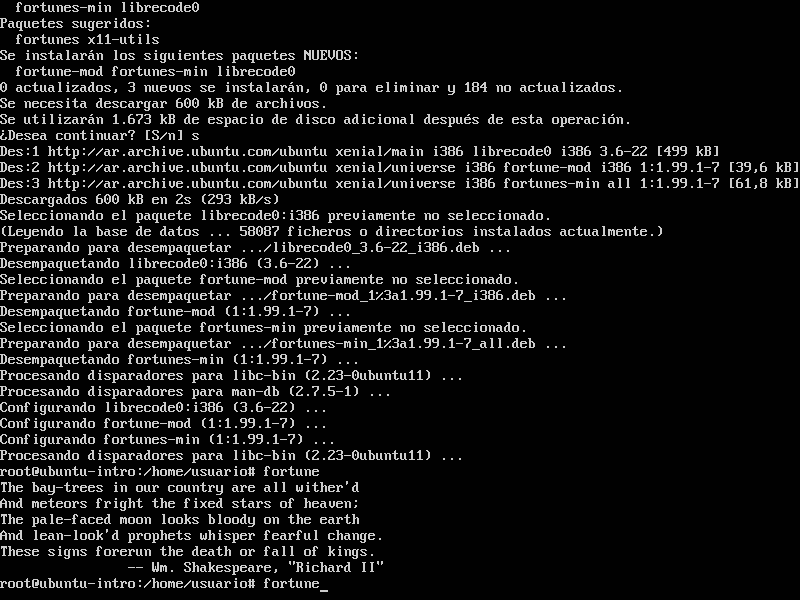 fortunes-min librecode0
Paquetes sugeridos:
fortunes x11-utils
Se instalarán los siguientes paquetes NUEVOS:
fortune-mod fortunes-min librecode0
0 actualizados, 3 nuevos se instalarán, 0 para eliminar y 184 no actualizados.
Se necesita descargar 600 kB de archivos.
Se utilizarán 1.673 kB de espacio de disco adicional después de esta operación.
¿Desea continuar? [S/n] s
Des:1 http://ar.archive.ubuntu.com/ubuntu xenial/main i386 librecode0 i386 3.6-22 [499 kB]
Des:2 http://ar.archive.ubuntu.com/ubuntu xenial/universe i386 fortune-mod i386 1:1.99.1-7 [39,6 kB]
Des:3 http://ar.archive.ubuntu.com/ubuntu xenial/universe i386 fortunes-min all 1:1.99.1-7 [61,8 kB]
Descargados 600 kB en 2s (293 kB/s)
Seleccionando el paquete librecode0:i386 previamente no seleccionado.
(Leyendo la base de datos ... 58087 ficheros o directorios instalados actualmente.)
Preparando para desempaquetar .../librecode0_3.6-22_i386.deb ...
Desempaquetando librecode0:i386 (3.6-22) ...
Seleccionando el paquete fortune-mod previamente no seleccionado.
Preparando para desempaquetar .../fortune-mod_1%3a1.99.1-7_i386.deb ...
Desempaquetando fortune-mod (1:1.99.1-7) ...
Seleccionando el paquete fortunes-min previamente no seleccionado.
Preparando para desempaquetar .../fortunes-min_1%3a1.99.1-7_all.deb ...
Desempaquetando fortunes-min (1:1.99.1-7) ...
Procesando disparadores para libc-bin (2.23-0ubuntu11) ...
Procesando disparadores para man-db (2.7.5-1) ...
Configurando librecode0:i386 (3.6-22) ...
Configurando fortune-mod (1:1.99.1-7) ...
Configurando fortunes-min (1:1.99.1-7) ...
Procesando disparadores para libc-bin (2.23-0ubuntu11) ...
root@ubuntu-intro:/home/usuario# fortune
The bay-trees in our country are all wither'd
And meteors fright the fixed stars of heaven;
The pale-faced moon looks bloody on the earth
And lean-look'd prophets whisper fearful change.
These signs forerun the death or fall of kings.
-- Wm. Shakespeare, "Richard II"
root@ubuntu-intro:/home/usuario# fortune_